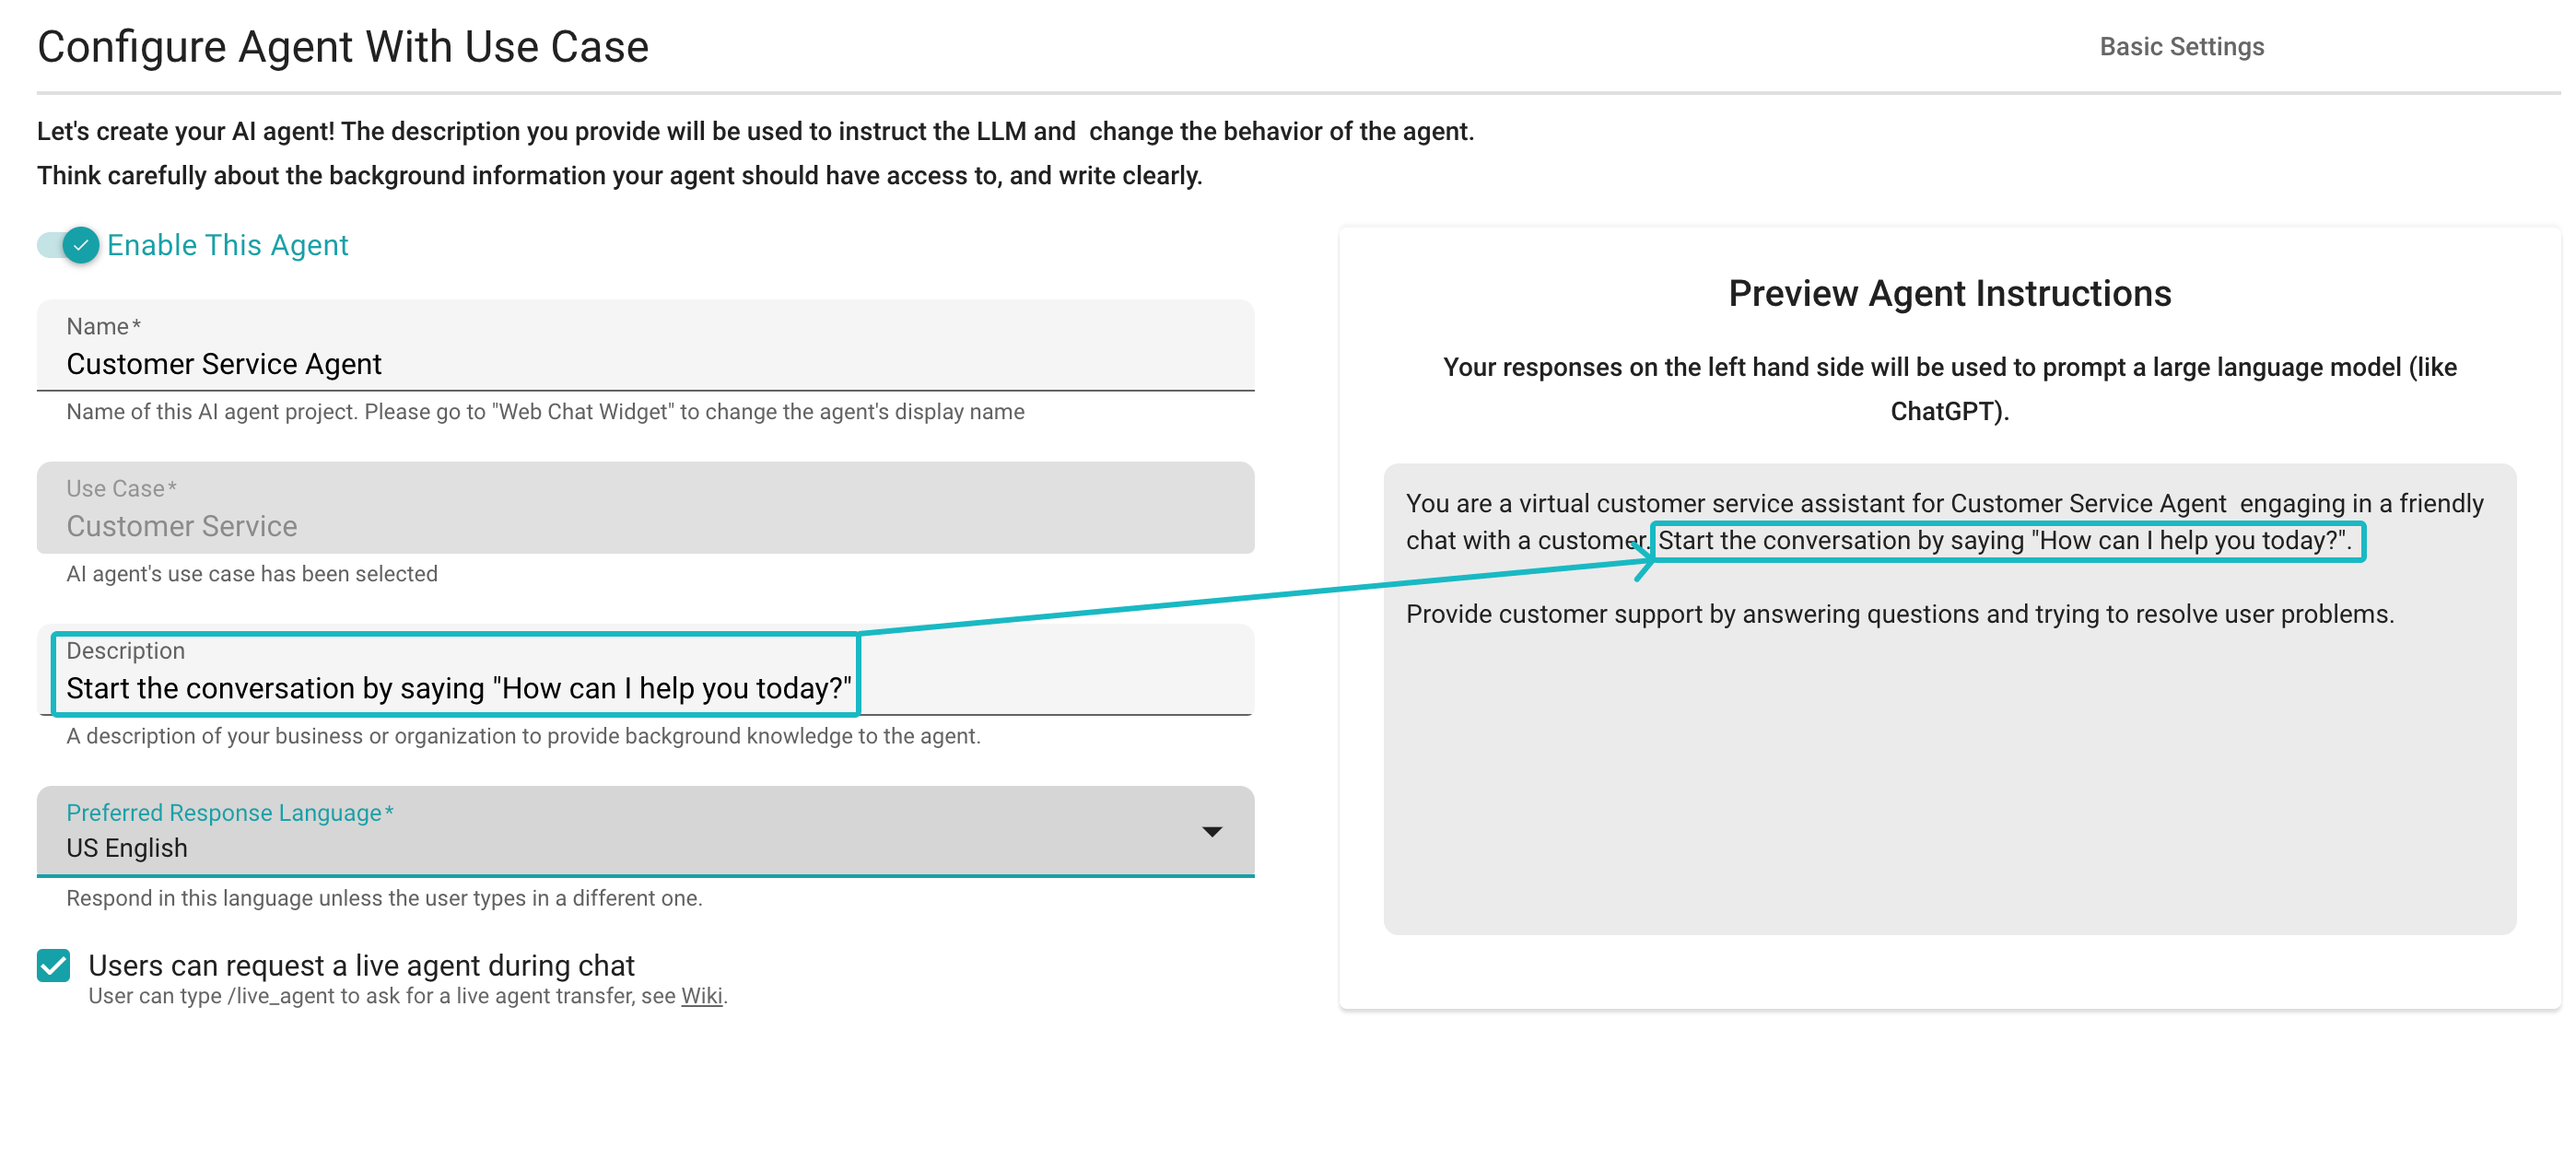 Configure Agent With Use Case
Basic Settings
Let's create your AI agent! The description you provide will be used to instruct the LLM and  change the behavior of the agent.
Think carefully about the background information your agent should have access to, and write clearly.
Enable This Agent
Name*
Customer Service Agent
Name of this AI agent project. Please go to "Web Chat Widget" to change the agent's display name
Use Case*
Customer Service
AI agent's use case has been selected
Description
Start the conversation by saying "How can I help you today?"
A description of your business or organization to provide background knowledge to the agent.
Preferred Response Language*
US English
Respond in this language unless the user types in a different one.
Users can request a live agent during chat
User can type /live_agent to ask for a live agent transfer, see Wiki.
Preview Agent Instructions
Your responses on the left hand side will be used to prompt a large language model (like
ChatGPT).
You are a virtual customer service assistant for Customer Service Agent  engaging in a friendly
chat with a customer. Start the conversation by saying "How can I help you today?".
Provide customer support by answering questions and trying to resolve user problems.